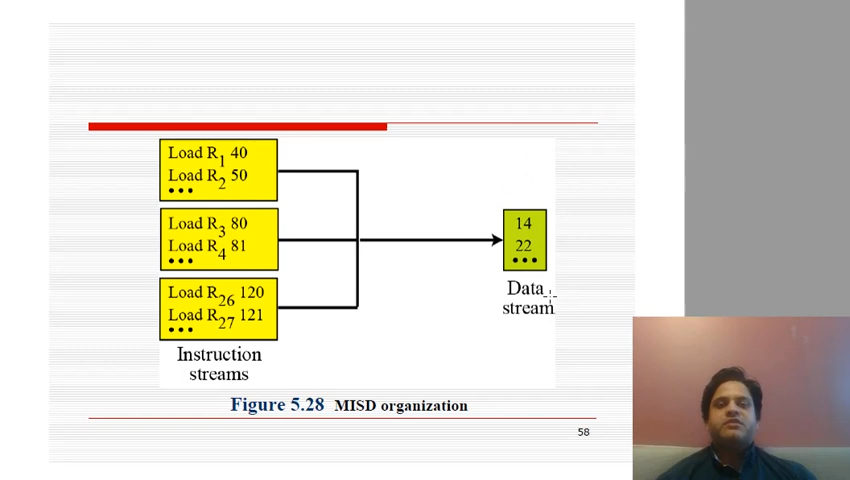 Load R1 40
Load R2 50
•••
Load R3 80
Load R4 81
•••
Load R26 120
Load R27 121
•••
Instruction
streams
14
22
•••
Data
stream
Figure 5.28 MISD organization
58